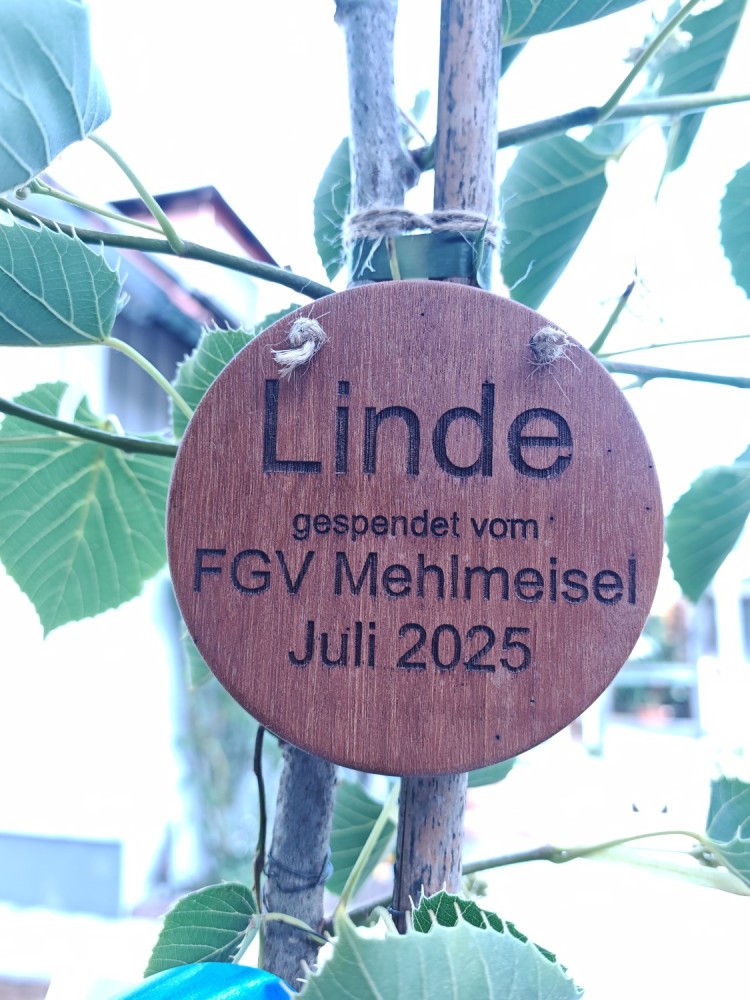 Linde
gespendet vom
FGV Mehlmeisel
Juli 2025